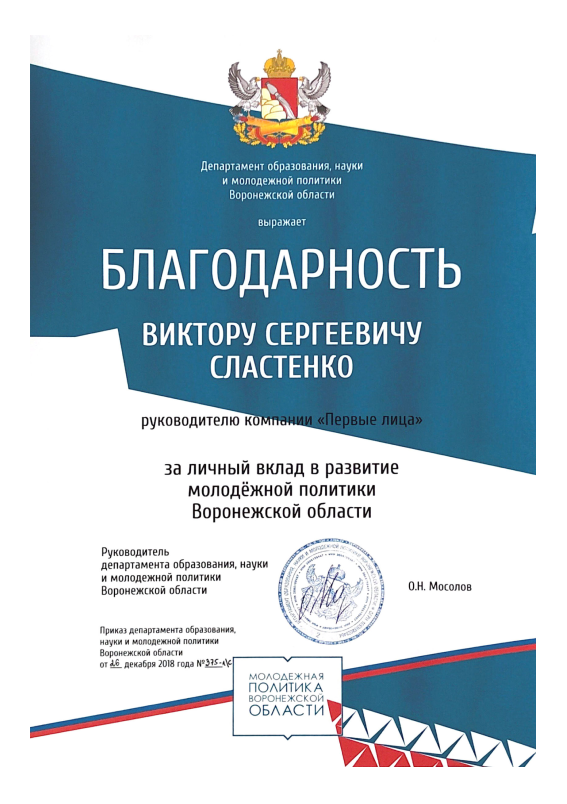 Департамент образования, науки
и молодежной политики
Воронежской области
выражает
БЛАГОДАРНОСТЬ
ВИКТОРУ СЕРГЕЕВИЧУ
СЛАСТЕНКО
руководителю компании «Первые лица»
за личный вклад в развитие
молодёжной политики
Воронежской области
Руководитель
департамента образования, науки
и молодежной политики
Воронежской области
О.Н. Мосолов
Приказ департамента образования,
науки и молодежной политики
Воронежской области
от 26 декабря 2018 года №375-л/с
МОЛОДЕЖНАЯ
ПОЛИТИКА
ВОРОНЕЖСКОЙ
ОБЛАСТИ